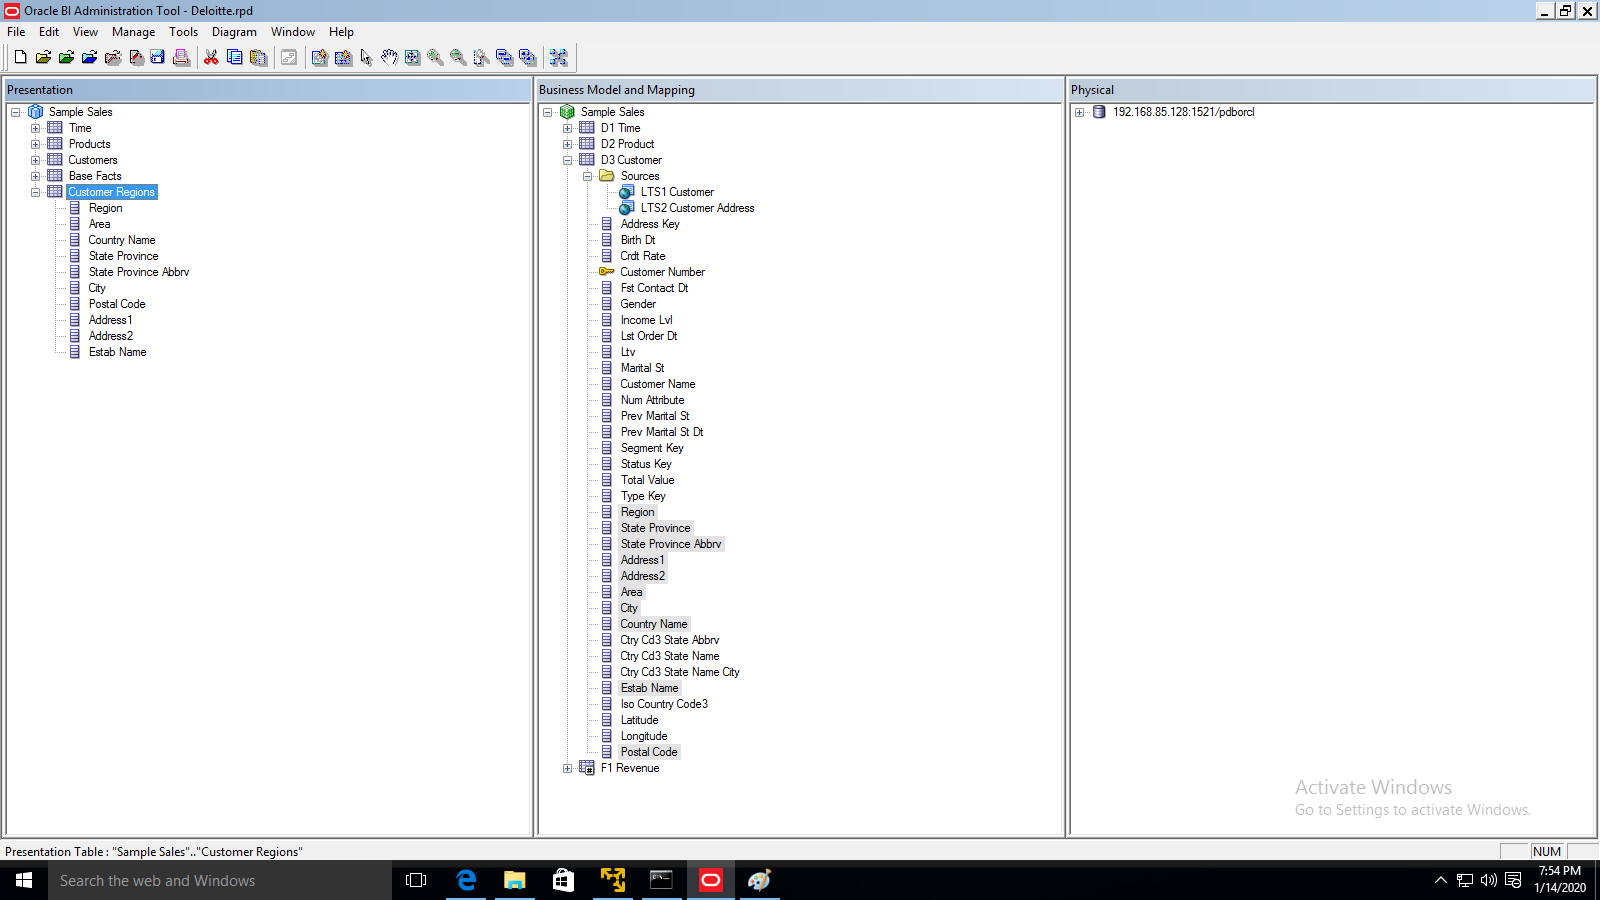 Oracle BI Administration Tool - Deloitte.rpd
File Edit View Manage Tools Diagram Window Help
Presentation
Sample Sales
Time
Products
Customers
Base Facts
Customer Regions
Region
Area
Country Name
State Province
State Province Abbrv
City
Postal Code
Address1
Address2
Estab Name
Business Model and Mapping
Sample Sales
D1 Time
D2 Product
D3 Customer
Sources
LTS1 Customer
LTS2 Customer Address
Address Key
Birth Dt
Crdt Rate
Customer Number
Fst Contact Dt
Gender
Income Lvl
Lst Order Dt
Ltv
Marital St
Customer Name
Num Attribute
Prev Marital St
Prev Marital St Dt
Segment Key
Status Key
Total Value
Type Key
Region
State Province
State Province Abbrv
Address1
Address2
Area
City
Country Name
Ctry Cd3 State Abbrv
Ctry Cd3 State Name
Ctry Cd3 State Name City
Estab Name
Iso Country Code3
Latitude
Longitude
Postal Code
F1 Revenue
Physical
192.168.85.128:1521/pdborcl
Activate Windows
Go to Settings to activate Windows.
Presentation Table : "Sample Sales".."Customer Regions"
NUM
Search the web and Windows
7:54 PM
1/14/2020